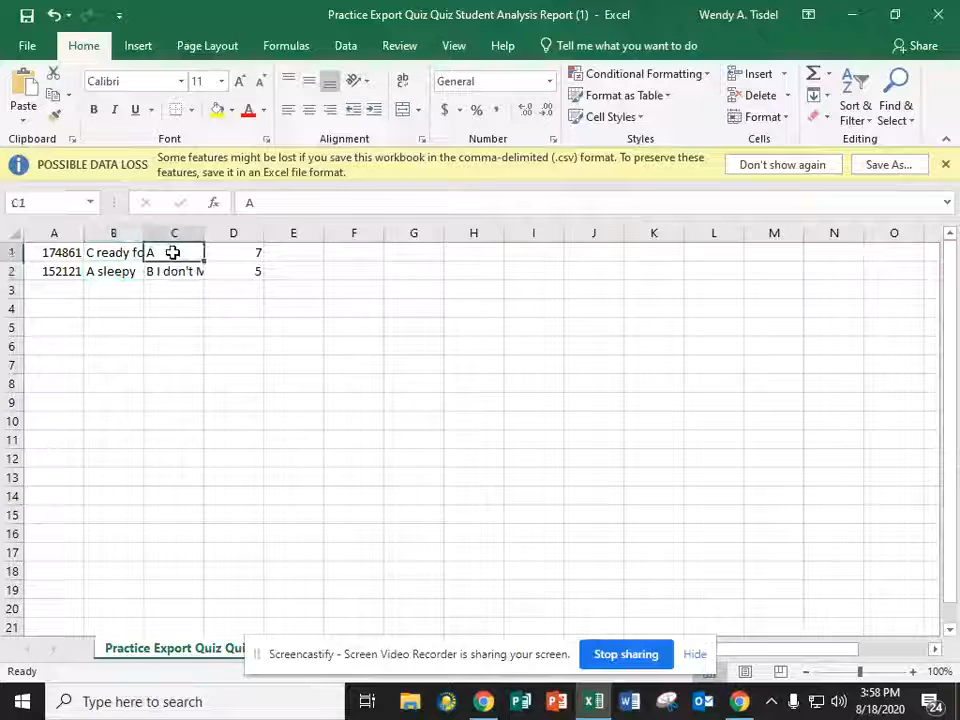 Practice Export Quiz Quiz Student Analysis Report (1) - Excel
Wendy A. Tisdel
File Home Insert Page Layout Formulas Data Review View Help Tell me what you want to do Share
Paste
Calibri 11 A A
ab
General
Conditional Formatting
Insert
Format as Table
Delete
B I U A
$ % ,
Cell Styles
Format
Sort & Filter
Find & Select
Clipboard Font Alignment Number Styles Cells Editing
POSSIBLE DATA LOSS Some features might be lost if you save this workbook in the comma-delimited (.csv) format. To preserve these
features, save it in an Excel file format.
Don't show again Save As...
C1 fx A
A B C D E F G H I J K L M N O
1 174861 C ready fo A 7
2 152121 A sleepy B I don't M 5
3
4
5
6
7
8
9
10
11
12
13
14
15
16
17
18
19
20
21
Practice Export Quiz Quiz
Screencastify - Screen Video Recorder is sharing your screen. Stop sharing Hide
Ready
100%
Type here to search
3:58 PM
8/18/2020
24